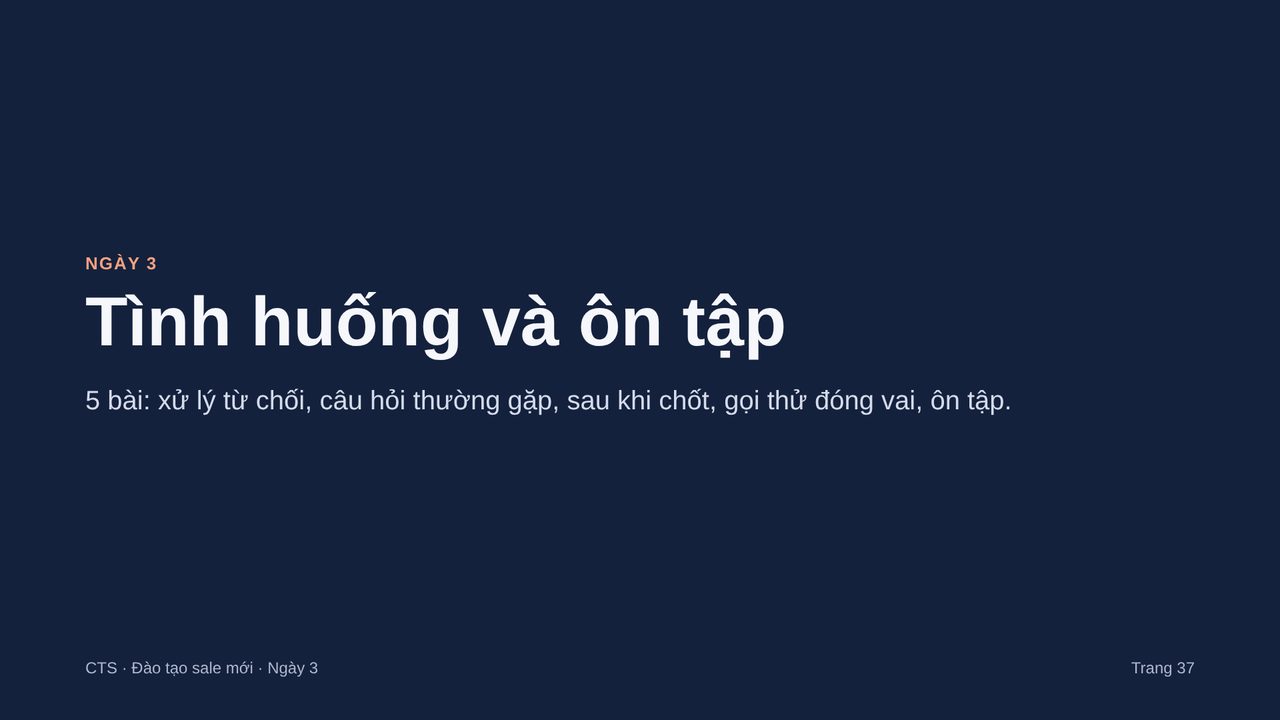 NGÀY 3
Tình huống và ôn tập
5 bài: xử lý từ chối, câu hỏi thường gặp, sau khi chốt, gọi thử đóng vai, ôn tập.
CTS · Đào tạo sale mới · Ngày 3
Trang 37